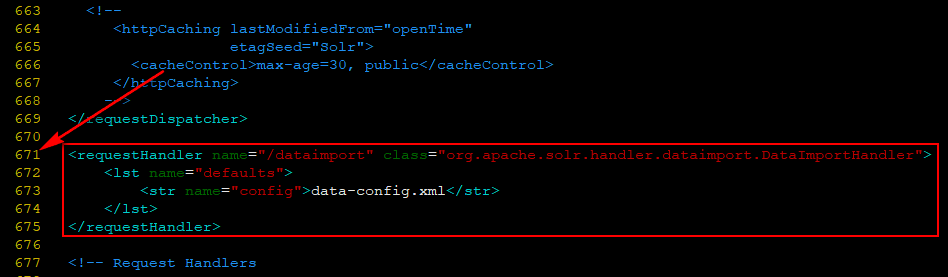 663 <!--
664 <httpCaching lastModifiedFrom="openTime"
665 etagSeed="Solr">
666 <cacheControl>max-age=30, public</cacheControl>
667 </httpCaching>
668 -->
669 </requestDispatcher>
670
671 <requestHandler name="/dataimport" class="org.apache.solr.handler.dataimport.DataImportHandler">
672 <lst name="defaults">
673 <str name="config">data-config.xml</str>
674 </lst>
675 </requestHandler>
676
677 <!-- Request Handlers